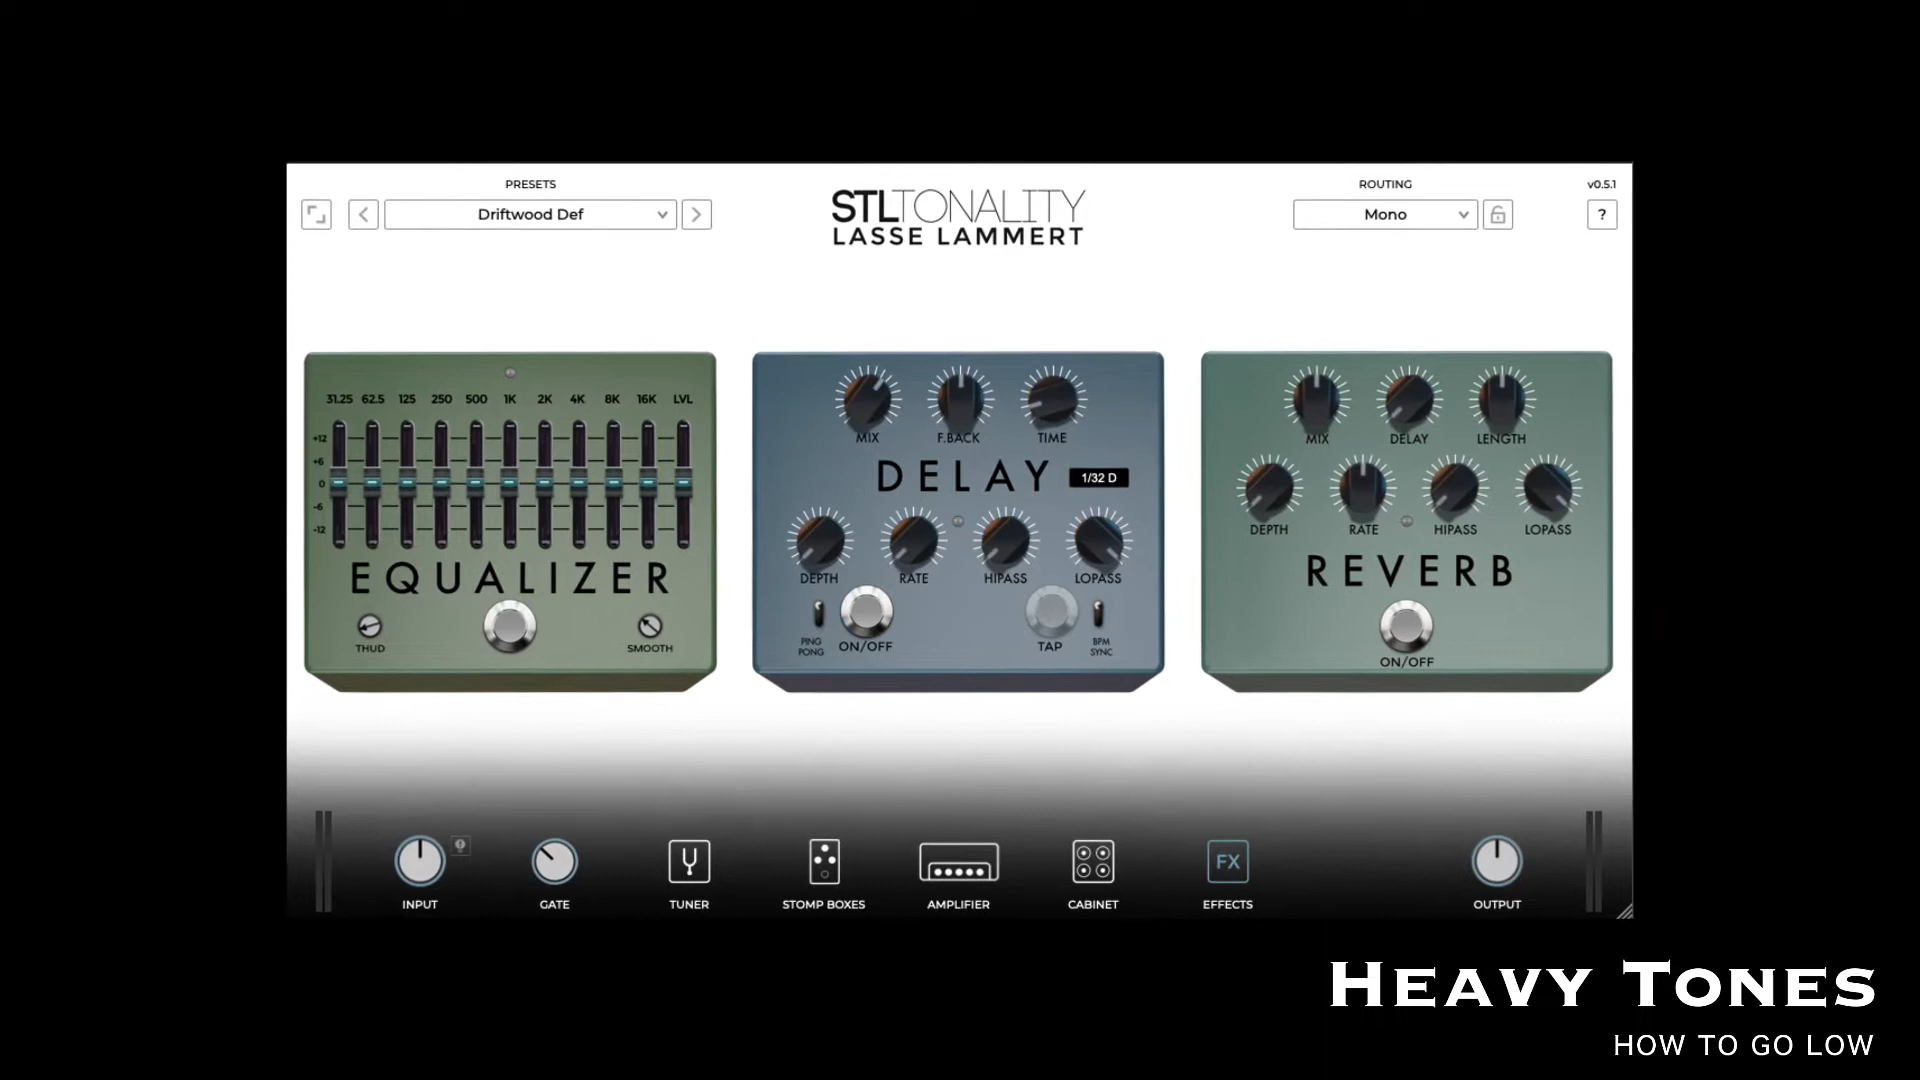 PRESETS
Driftwood Def
STLTONALITY
LASSE LAMMERT
ROUTING
Mono
v0.5.1
?
31.25 62.5 125 250 500 1K 2K 4K 8K 16K LVL
+12
+6
0
-6
-12
EQUALIZER
THUD
SMOOTH
MIX F.BACK TIME
DELAY
1/32 D
DEPTH RATE HIPASS LOPASS
PING
PONG
ON/OFF
TAP
BPM
SYNC
MIX DELAY LENGTH
DEPTH RATE HIPASS LOPASS
REVERB
ON/OFF
FX
INPUT GATE TUNER STOMP BOXES AMPLIFIER CABINET EFFECTS OUTPUT
HEAVY TONES
HOW TO GO LOW